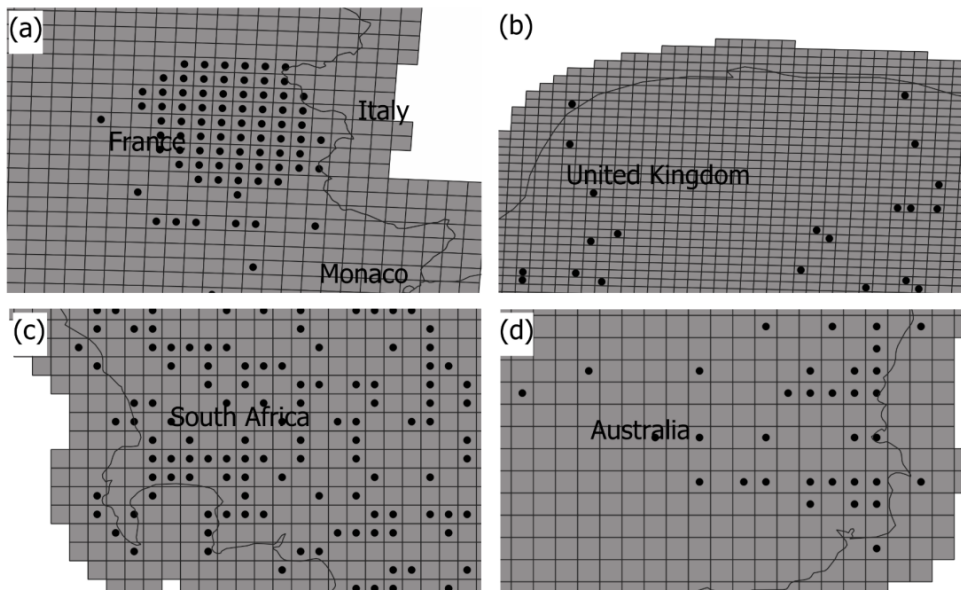 (a)
Italy
France
Monaco
(b)
United Kingdom
(c)
South Africa
(d)
Australia